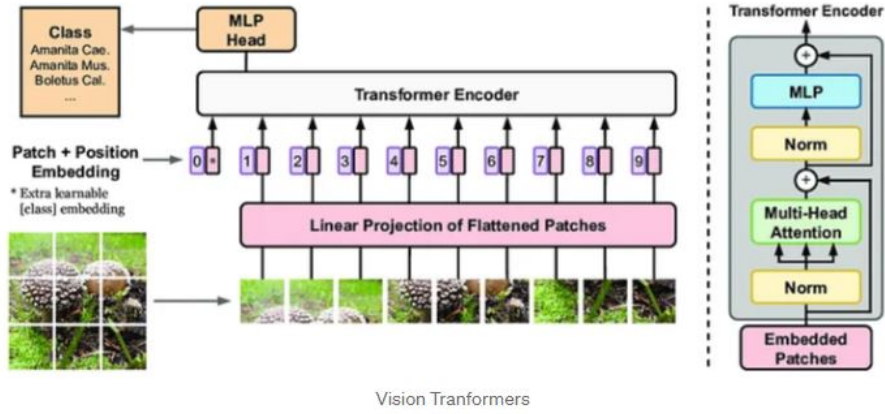 Class
Amanita Cae.
Amanita Mus.
Boletus Cal.
...
MLP
Head
Transformer Encoder
Patch + Position
Embedding
* Extra learnable
[class] embedding
0 * 1 2 3 4 5 6 7 8 9
Linear Projection of Flattened Patches
Transformer Encoder
+
MLP
Norm
+
Multi-Head
Attention
Norm
Embedded
Patches
Vision Tranformers